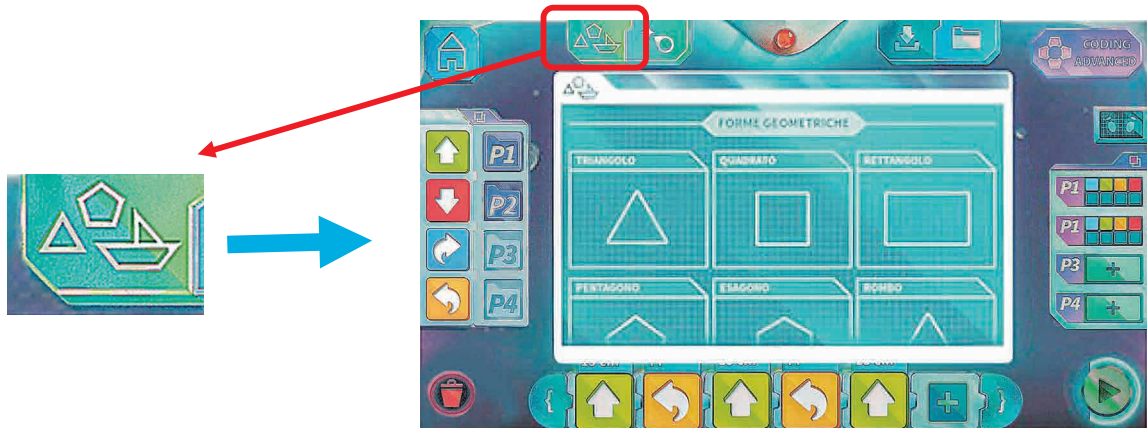 CODING
ADVANCED
FORME GEOMETRICHE
TRIANGOLO
QUADRATO
RETTANGOLO
P1
P2
P3
P4
P1
P1
P3
P4
PENTAGONO
ESAGONO
ROMBO